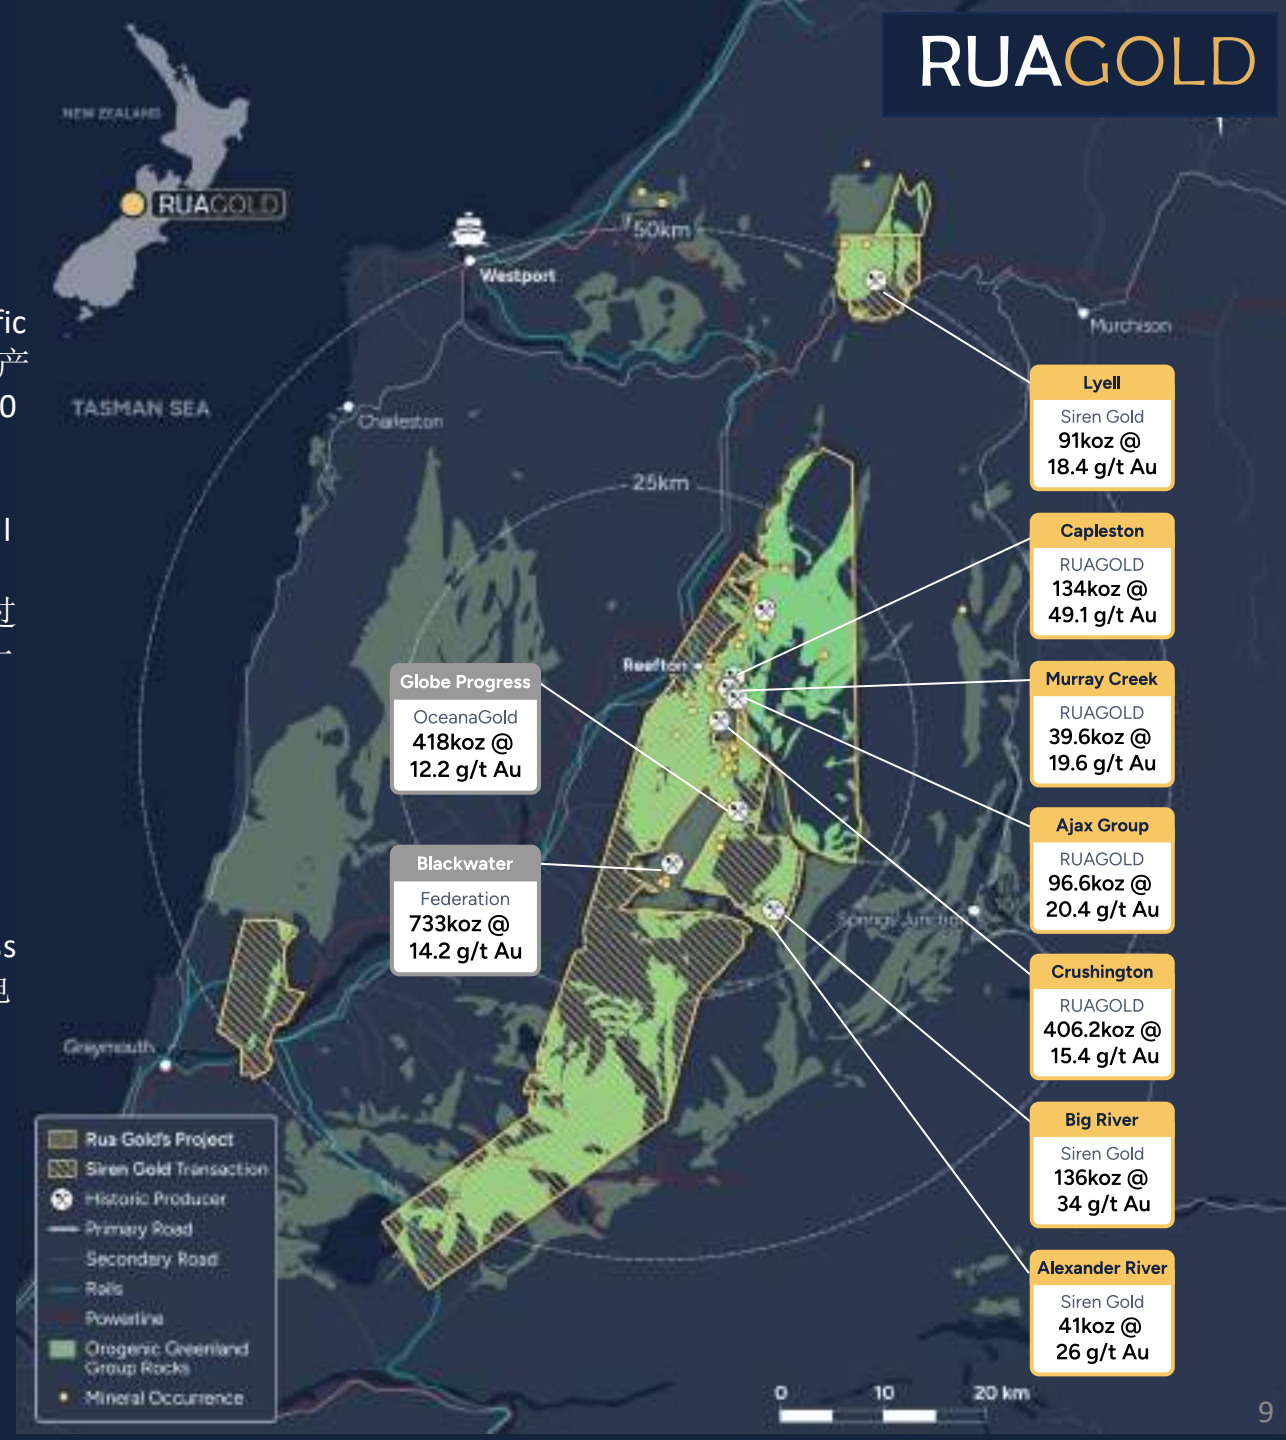 RUAGOLD
NEW ZEALAND
RUAGOLD
50km
Westport
Murchison
fic
产
0
TASMAN SEA
Charleston
Lyell
Siren Gold
91koz @
18.4 g/t Au
25km
l
Capleston
RUAGOLD
134koz @
49.1 g/t Au
过
Reefton
Globe Progress
OceanaGold
418koz @
12.2 g/t Au
Murray Creek
RUAGOLD
39.6koz @
19.6 g/t Au
Ajax Group
RUAGOLD
96.6koz @
20.4 g/t Au
Blackwater
Federation
733koz @
14.2 g/t Au
Springs Junction
ss
Crushington
RUAGOLD
406.2koz @
15.4 g/t Au
Greymouth
Big River
Siren Gold
136koz @
34 g/t Au
Alexander River
Siren Gold
41koz @
26 g/t Au
Rua Gold's Project
Siren Gold Transaction
Historic Producer
Primary Road
Secondary Road
Rails
Powerline
Orogenic Greenland
Group Rocks
Mineral Occurrence
0 10 20 km
9